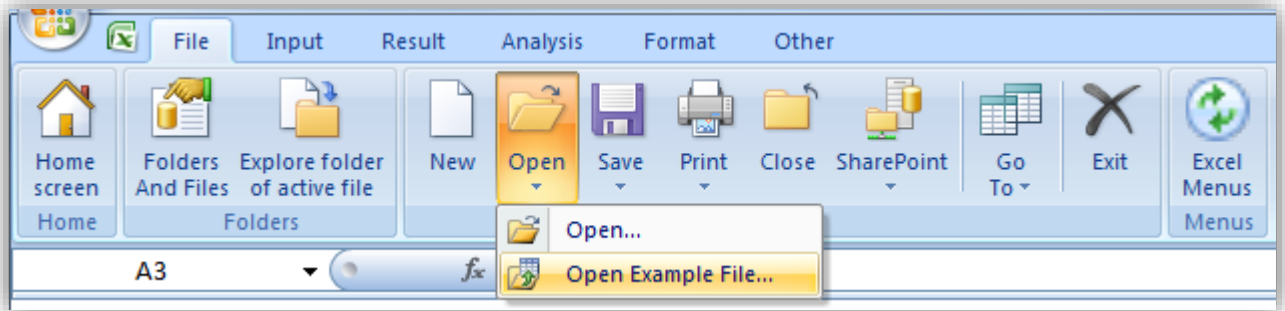 File Input Result Analysis Format Other
Home screen
Folders And Files
Explore folder of active file
New
Open
Save
Print
Close
SharePoint
Go To
Exit
Excel Menus
Home
Folders
Menus
Open...
Open Example File...
A3
fx